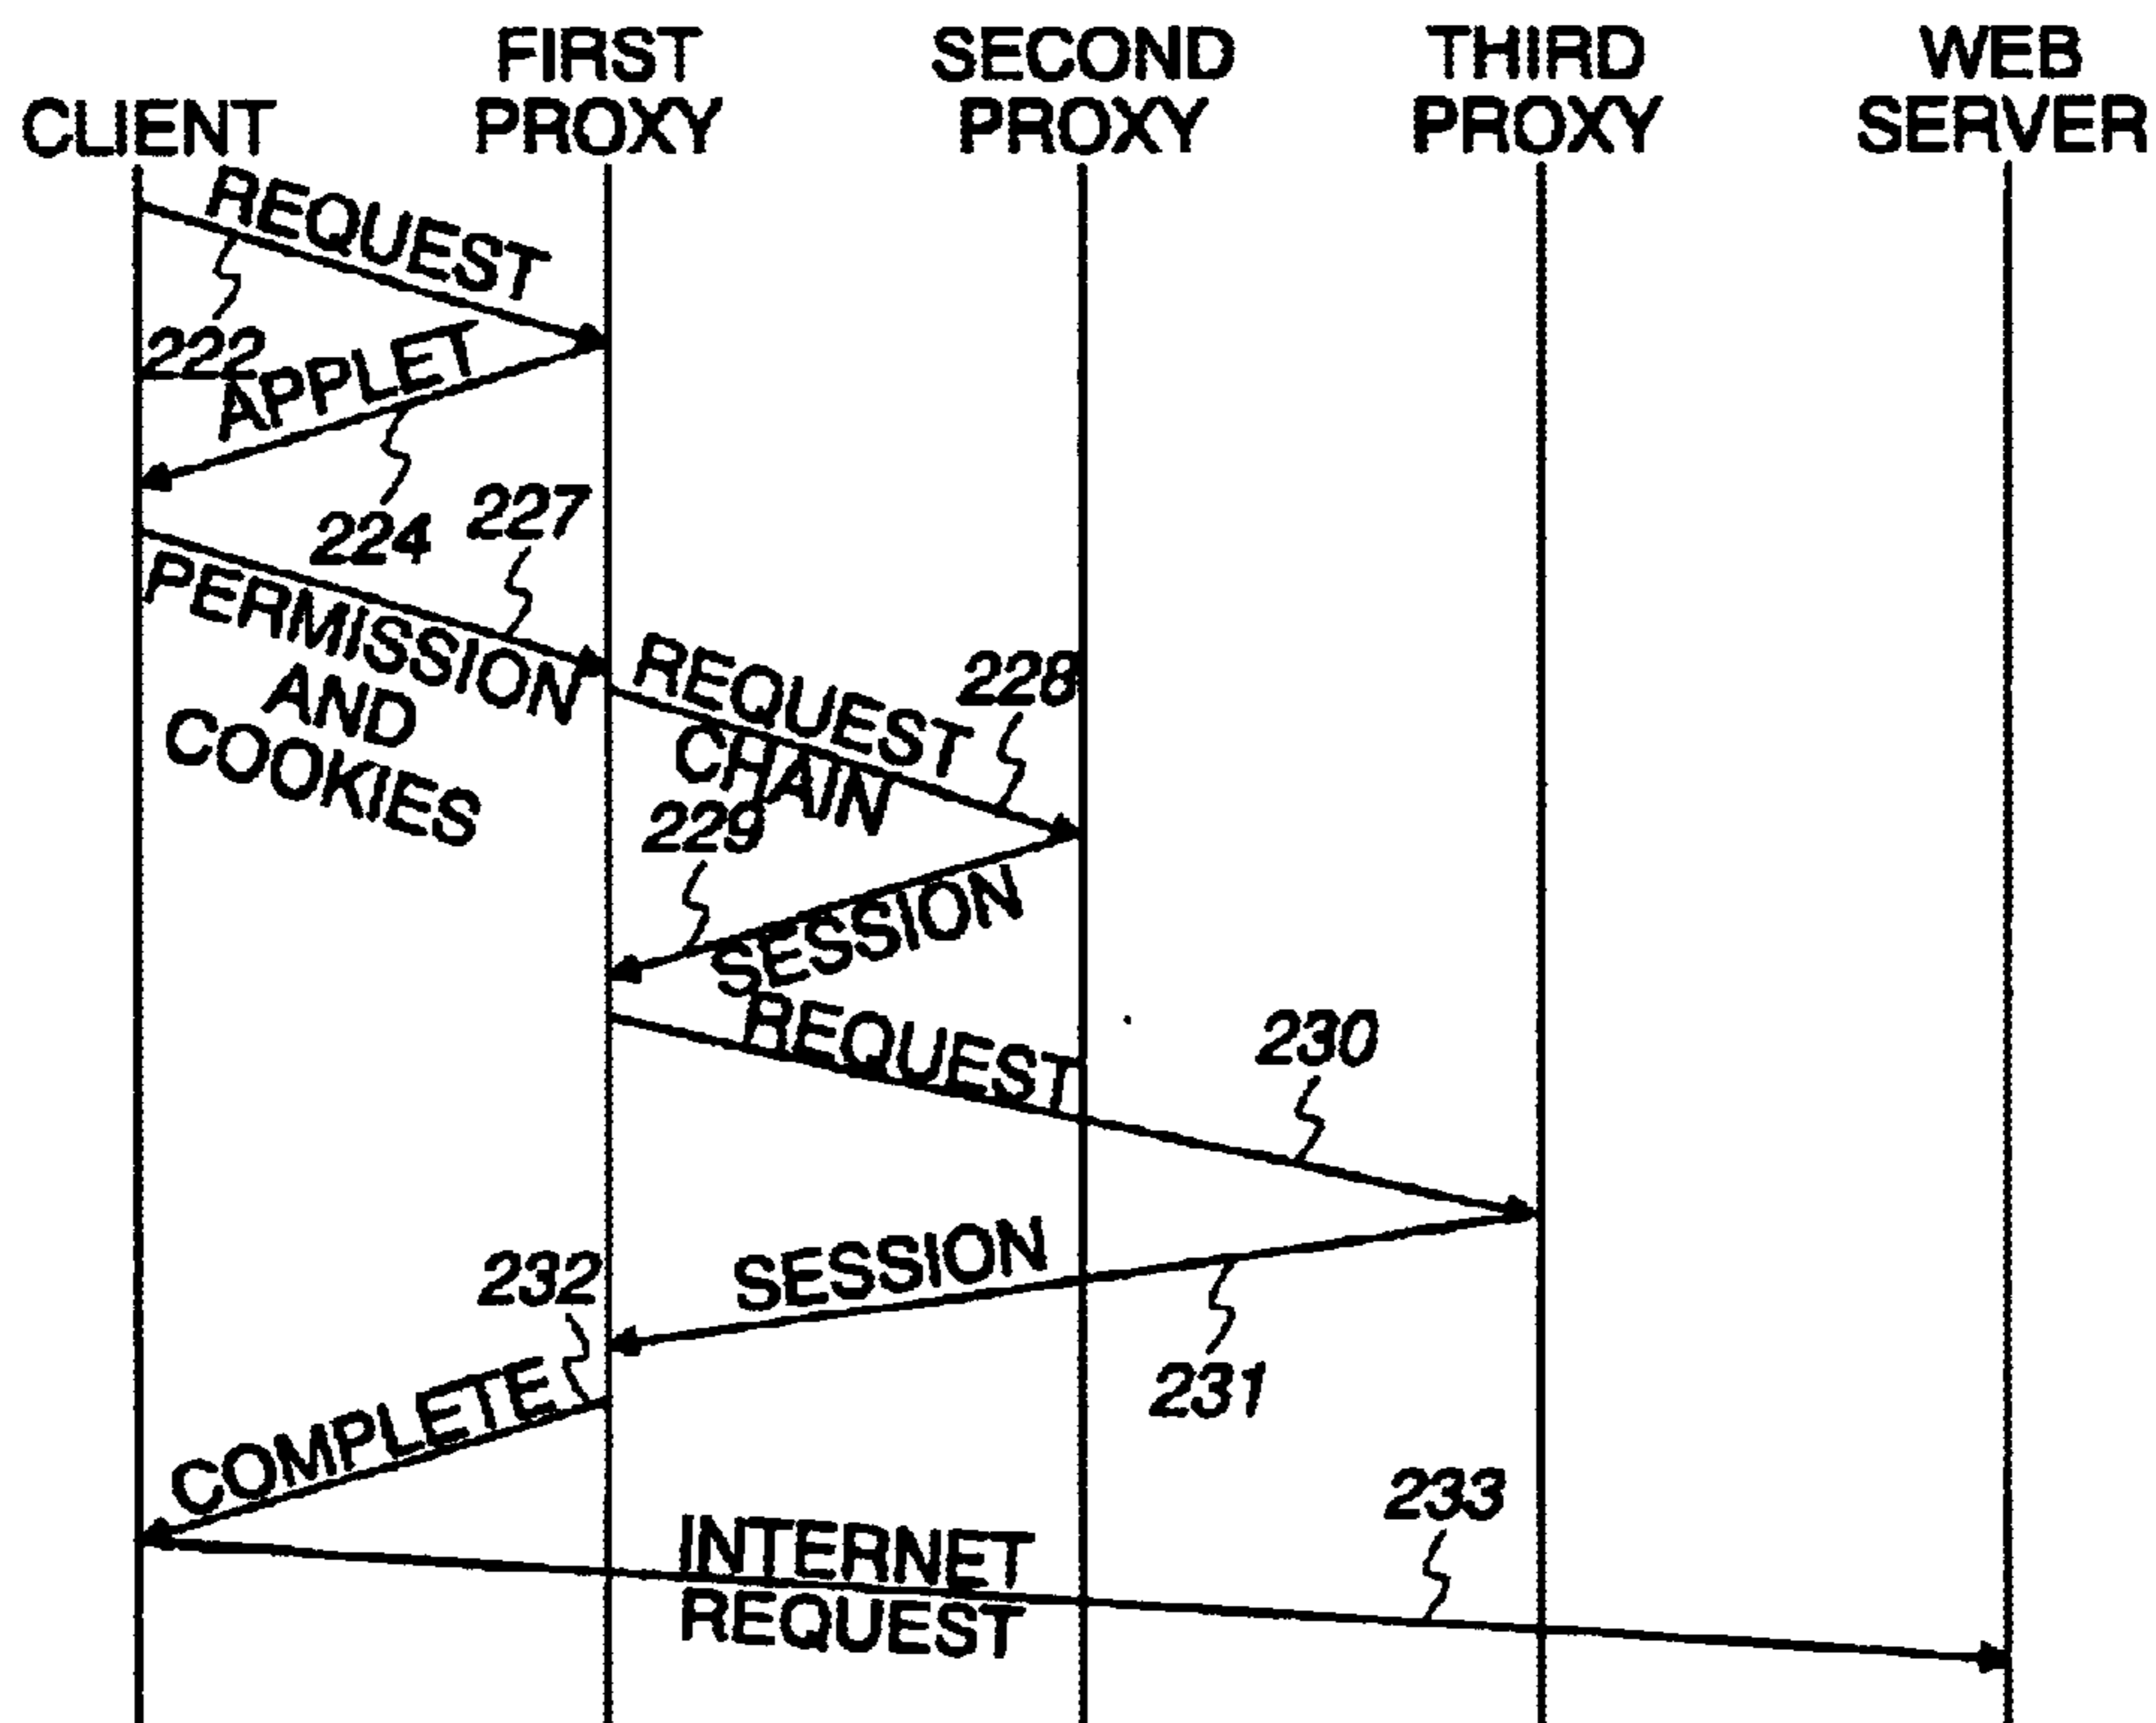 FIRST PROXY
SECOND PROXY
THIRD PROXY
WEB SERVER
CLIENT
REQUEST
222
APPLET
224
227
PERMISSION
AND
COOKIES
REQUEST
CHAIN
228
229
SESSION
REQUEST
230
SESSION
231
232
COMPLETE
233
INTERNET
REQUEST